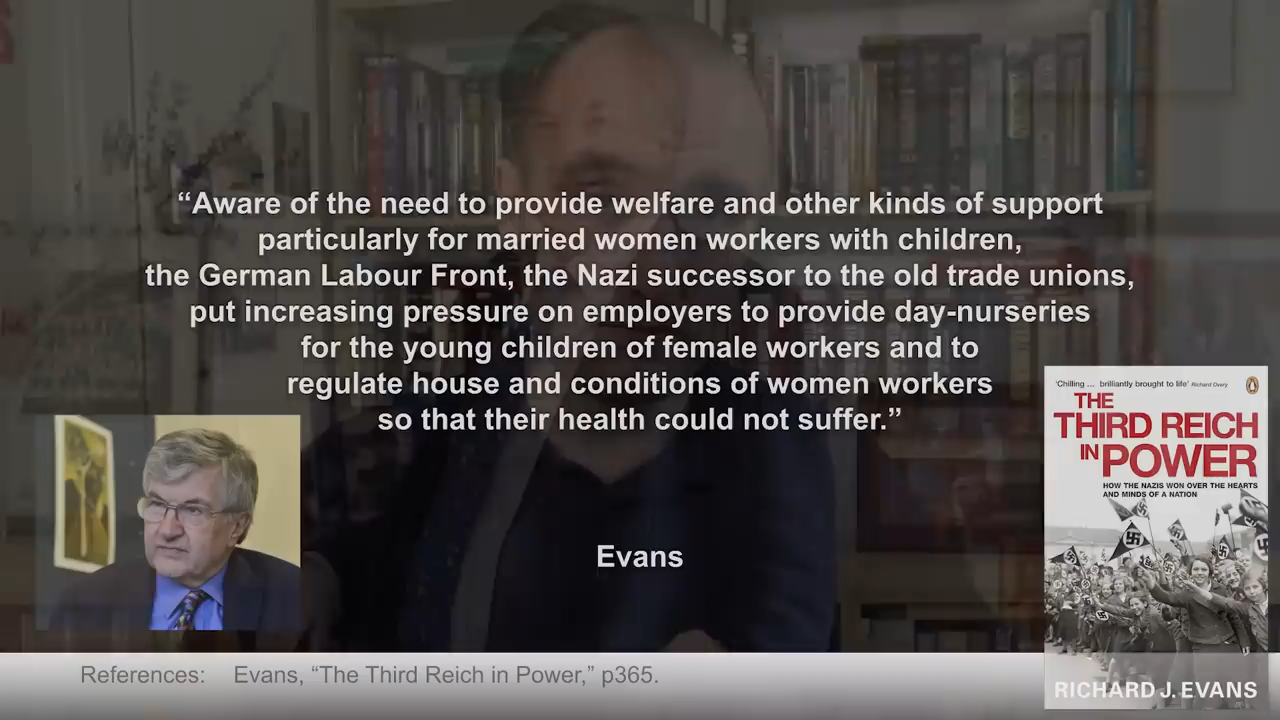 “Aware of the need to provide welfare and other kinds of support
particularly for married women workers with children,
the German Labour Front, the Nazi successor to the old trade unions,
put increasing pressure on employers to provide day-nurseries
for the young children of female workers and to
regulate house and conditions of women workers
so that their health could not suffer.”
Evans
‘Chilling ... brilliantly brought to life’ Richard Overy
THE
THIRD REICH
IN POWER
HOW THE NAZIS WON OVER THE HEARTS
AND MINDS OF A NATION
RICHARD J. EVANS
References: Evans, “The Third Reich in Power,” p365.